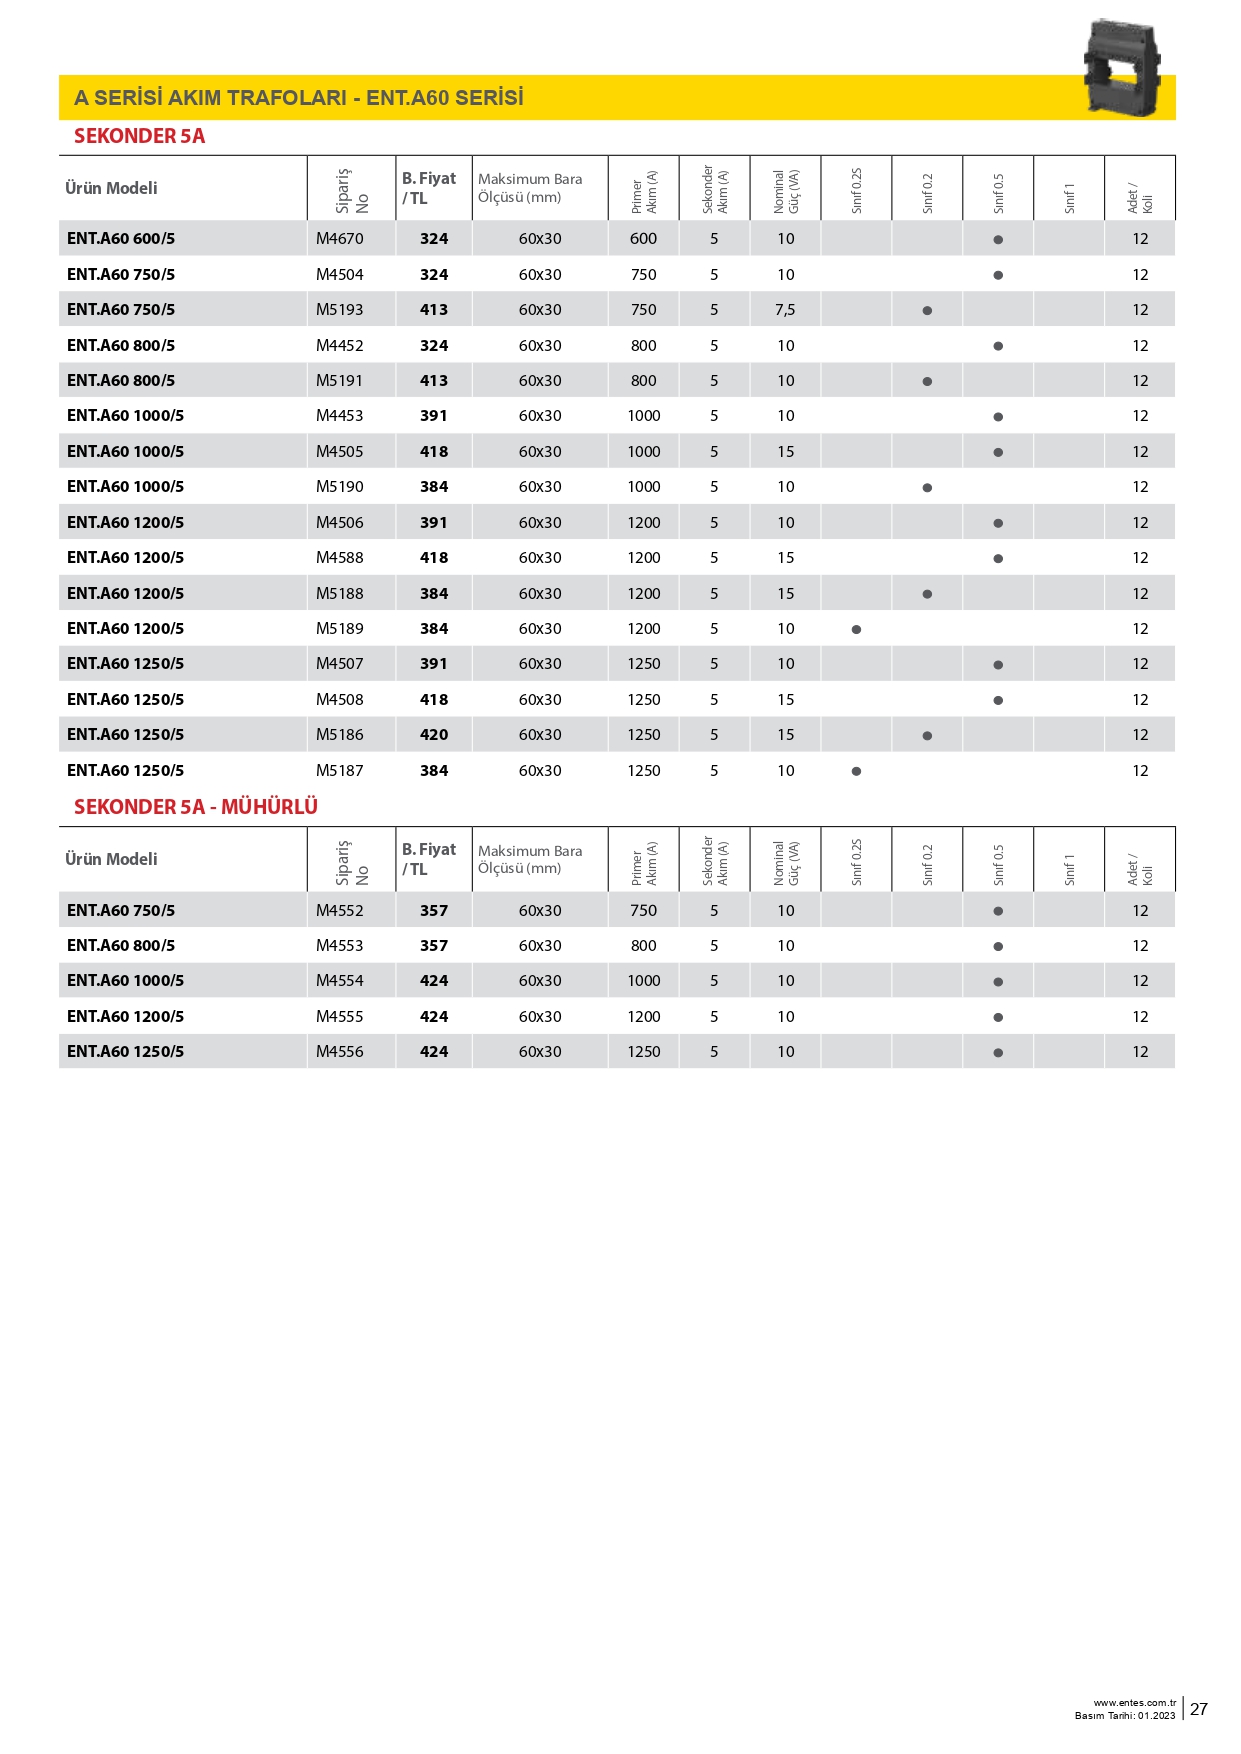 A SERİSİ AKIM TRAFOLARI - ENT.A60 SERİSİ
SEKONDER 5A
Ürün Modeli Sipariş No B. Fiyat / TL Maksimum Bara Ölçüsü (mm) Primer Akım (A) Sekonder Akım (A) Nominal Güç (VA) Sınıf 0.2S Sınıf 0.2 Sınıf 0.5 Sınıf 1 Adet / Koli
ENT.A60 600/5 M4670 324 60x30 600 5 10 ● 12
ENT.A60 750/5 M4504 324 60x30 750 5 10 ● 12
ENT.A60 750/5 M5193 413 60x30 750 5 7,5 ● 12
ENT.A60 800/5 M4452 324 60x30 800 5 10 ● 12
ENT.A60 800/5 M5191 413 60x30 800 5 10 ● 12
ENT.A60 1000/5 M4453 391 60x30 1000 5 10 ● 12
ENT.A60 1000/5 M4505 418 60x30 1000 5 15 ● 12
ENT.A60 1000/5 M5190 384 60x30 1000 5 10 ● 12
ENT.A60 1200/5 M4506 391 60x30 1200 5 10 ● 12
ENT.A60 1200/5 M4588 418 60x30 1200 5 15 ● 12
ENT.A60 1200/5 M5188 384 60x30 1200 5 15 ● 12
ENT.A60 1200/5 M5189 384 60x30 1200 5 10 ● 12
ENT.A60 1250/5 M4507 391 60x30 1250 5 10 ● 12
ENT.A60 1250/5 M4508 418 60x30 1250 5 15 ● 12
ENT.A60 1250/5 M5186 420 60x30 1250 5 15 ● 12
ENT.A60 1250/5 M5187 384 60x30 1250 5 10 ● 12
SEKONDER 5A - MÜHÜRLÜ
Ürün Modeli Sipariş No B. Fiyat / TL Maksimum Bara Ölçüsü (mm) Primer Akım (A) Sekonder Akım (A) Nominal Güç (VA) Sınıf 0.2S Sınıf 0.2 Sınıf 0.5 Sınıf 1 Adet / Koli
ENT.A60 750/5 M4552 357 60x30 750 5 10 ● 12
ENT.A60 800/5 M4553 357 60x30 800 5 10 ● 12
ENT.A60 1000/5 M4554 424 60x30 1000 5 10 ● 12
ENT.A60 1200/5 M4555 424 60x30 1200 5 10 ● 12
ENT.A60 1250/5 M4556 424 60x30 1250 5 10 ● 12
www.entes.com.tr
Basım Tarihi: 01.2023 27